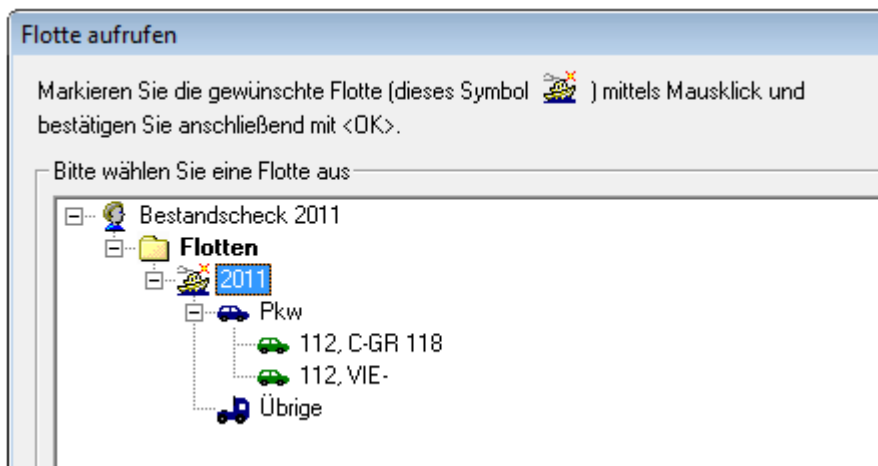 Flotte aufrufen
Markieren Sie die gewünschte Flotte (dieses Symbol ) mittels Mausklick und
bestätigen Sie anschließend mit <OK>.
Bitte wählen Sie eine Flotte aus
Bestandscheck 2011
Flotten
2011
Pkw
112, C-GR 118
112, VIE-
Übrige